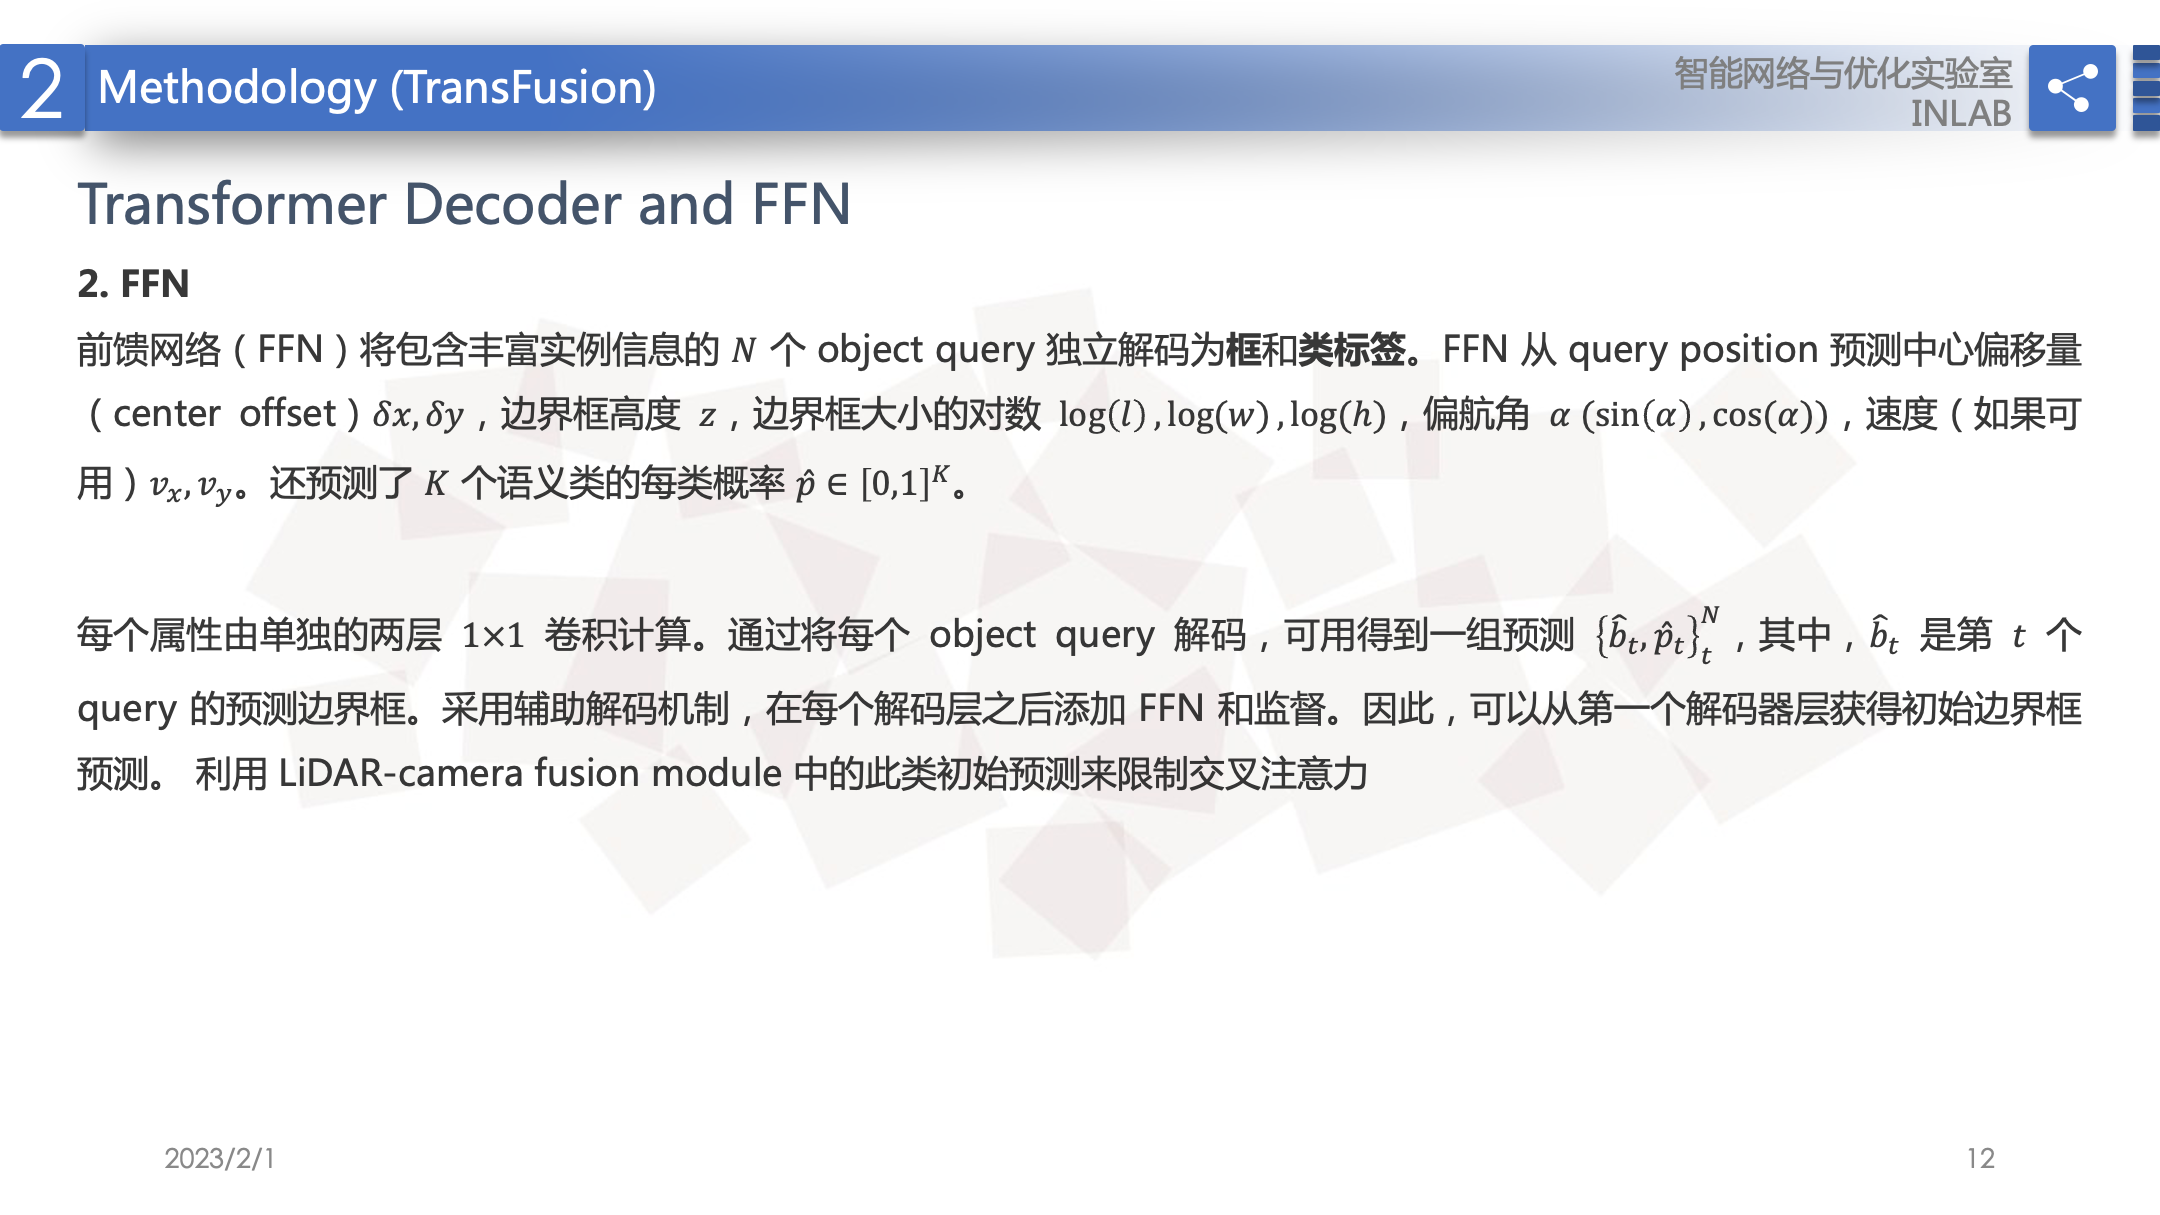 2 Methodology (TransFusion)
智能网络与优化实验室
INLAB
Transformer Decoder and FFN
2. FFN
前馈网络（FFN）将包含丰富实例信息的 N 个 object query 独立解码为框和类标签。FFN 从 query position 预测中心偏移量
（center offset）δx, δy，边界框高度 z，边界框大小的对数 log(l), log(w), log(h)，偏航角 α (sin(α), cos(α))，速度（如果可
用）v_x, v_y。还预测了 K 个语义类的每类概率 p̂ ∈ [0,1]^K。
每个属性由单独的两层 1×1 卷积计算。通过将每个 object query 解码，可用得到一组预测 {b̂_t, p̂_t}_t^N，其中，b̂_t 是第 t 个
query 的预测边界框。采用辅助解码机制，在每个解码层之后添加 FFN 和监督。因此，可以从第一个解码器层获得初始边界框
预测。 利用 LiDAR-camera fusion module 中的此类初始预测来限制交叉注意力
2023/2/1
12